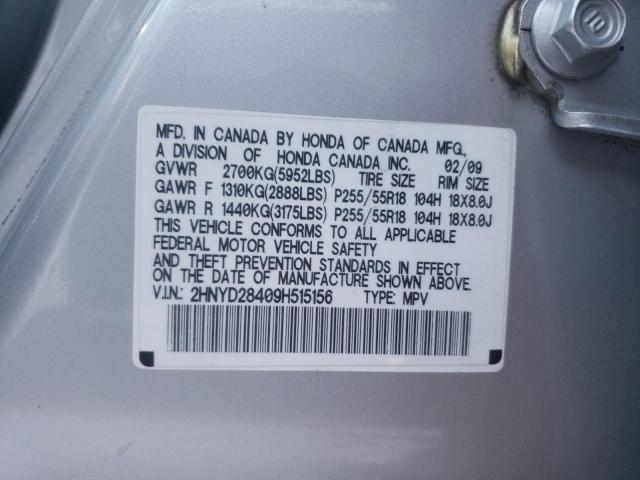 MFD. IN CANADA BY HONDA OF CANADA MFG.,
A DIVISION OF HONDA CANADA INC. 02/09
GVWR 2700KG(5952LBS) TIRE SIZE RIM SIZE
GAWR F 1310KG(2888LBS) P255/55R18 104H 18X8.0J
GAWR R 1440KG(3175LBS) P255/55R18 104H 18X8.0J
THIS VEHICLE CONFORMS TO ALL APPLICABLE
FEDERAL MOTOR VEHICLE SAFETY
AND THEFT PREVENTION STANDARDS IN EFFECT
ON THE DATE OF MANUFACTURE SHOWN ABOVE.
V.I.N.: 2HNYD28409H515156 TYPE: MPV